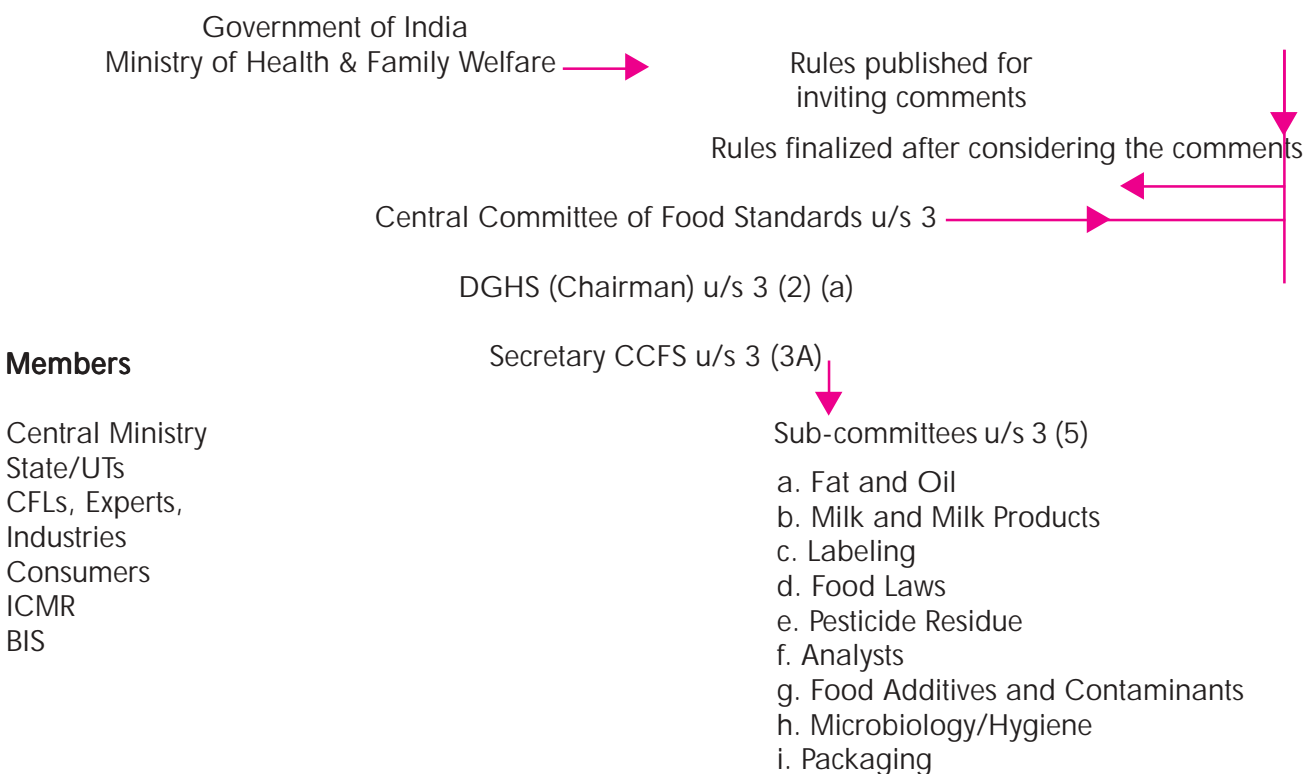 Government of India
Ministry of Health & Family Welfare
Rules published for
inviting comments
Rules finalized after considering the comments
Central Committee of Food Standards u/s 3
DGHS (Chairman) u/s 3 (2) (a)
Secretary CCFS u/s 3 (3A)
Members
Central Ministry
State/UTs
CFLs, Experts,
Industries
Consumers
ICMR
BIS
Sub-committees u/s 3 (5)
a. Fat and Oil
b. Milk and Milk Products
c. Labeling
d. Food Laws
e. Pesticide Residue
f. Analysts
g. Food Additives and Contaminants
h. Microbiology/Hygiene
i. Packaging